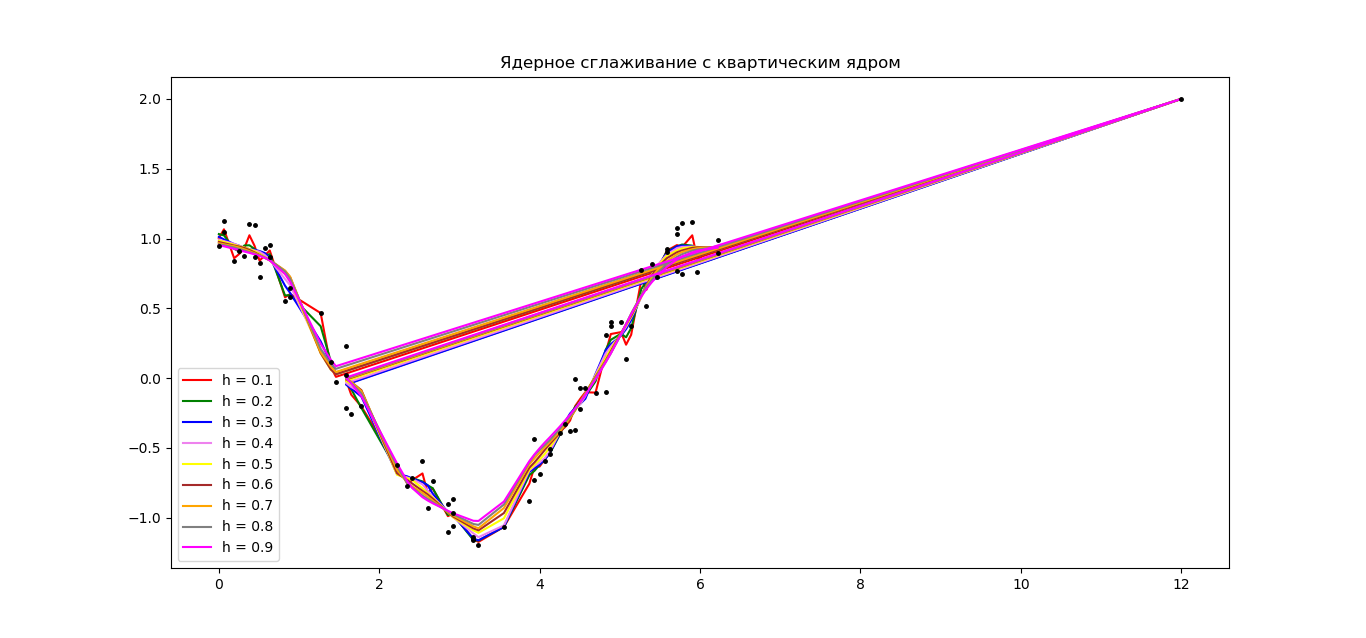 Ядерное сглаживание с квартическим ядром
2.0
1.5
1.0
0.5
0.0
−0.5
−1.0
h = 0.1
h = 0.2
h = 0.3
h = 0.4
h = 0.5
h = 0.6
h = 0.7
h = 0.8
h = 0.9
0 2 4 6 8 10 12